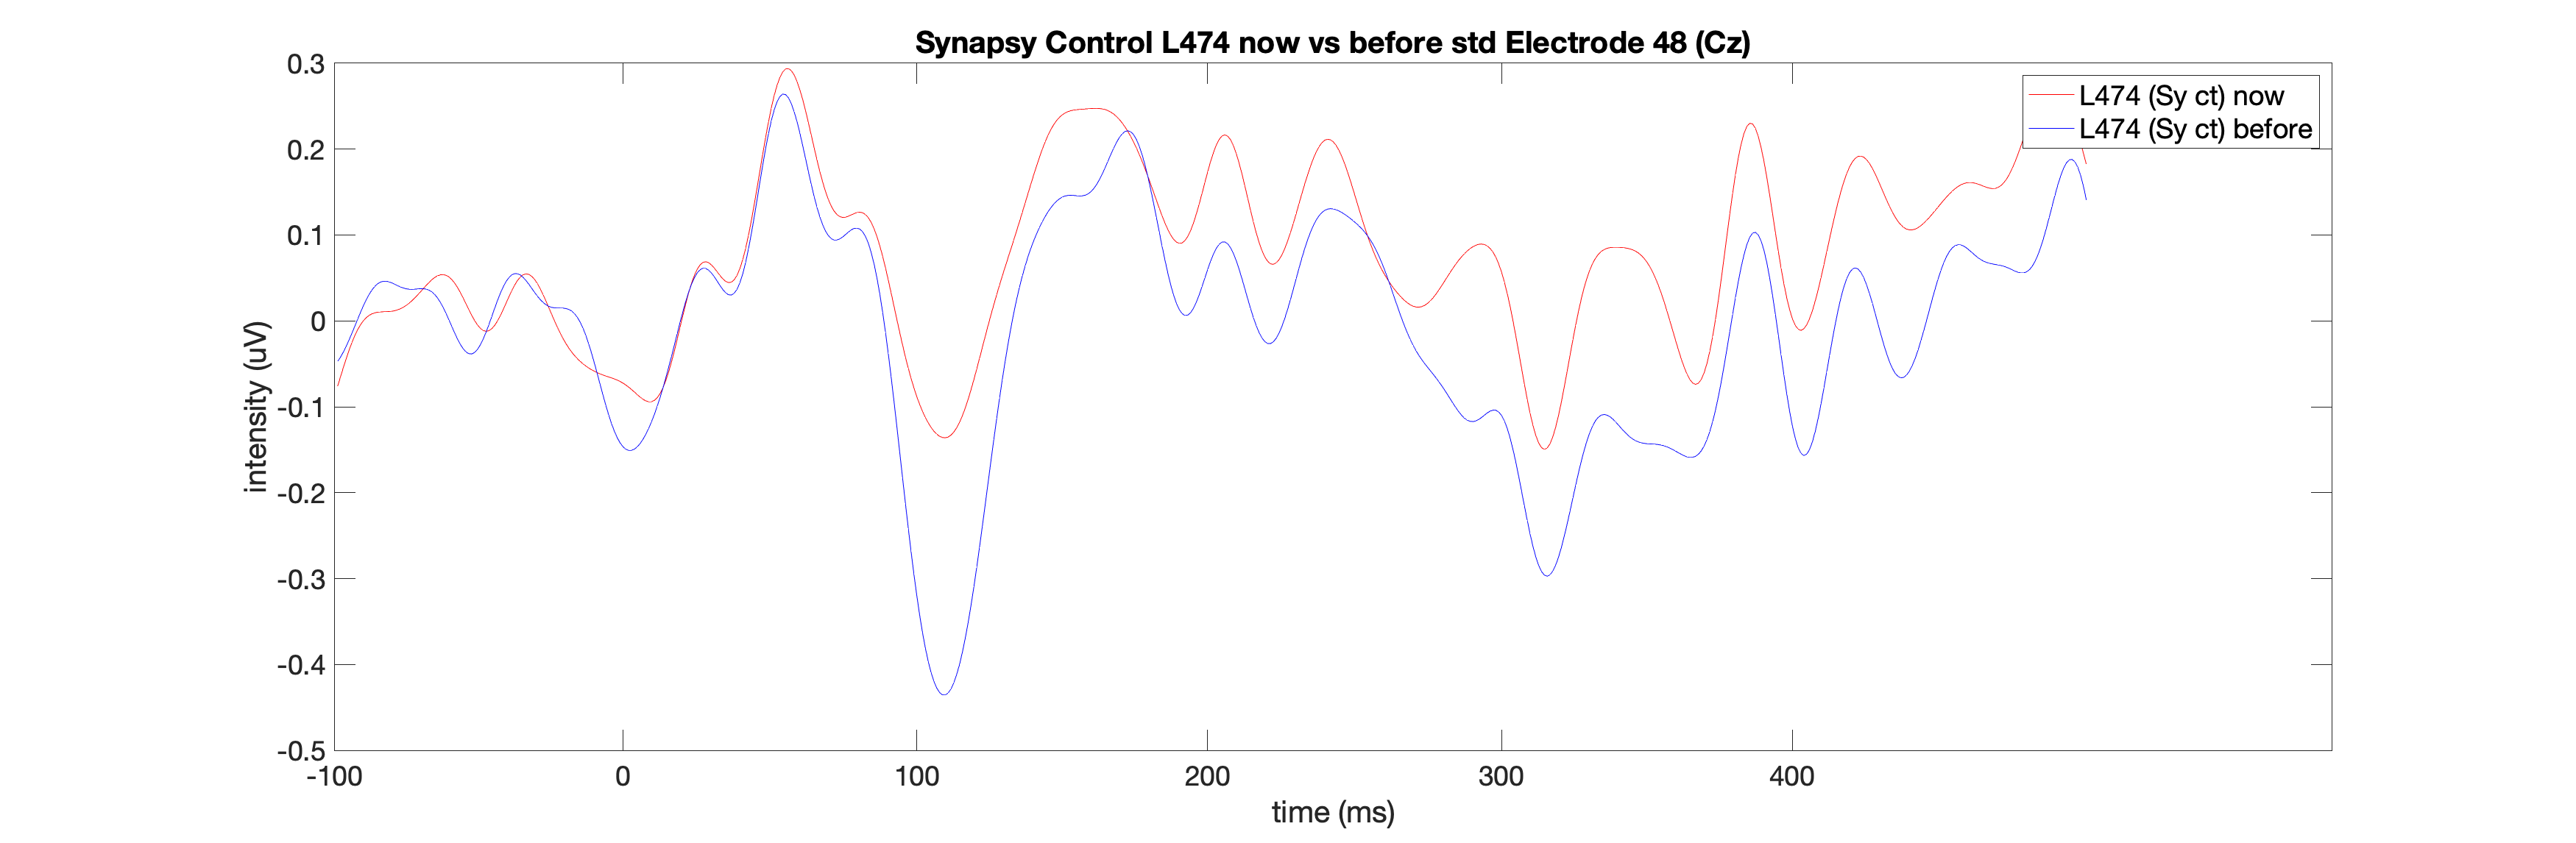 Synapsy Control L474 now vs before std Electrode 48 (Cz)
L474 (Sy ct) now
L474 (Sy ct) before
intensity (uV)
0.3
0.2
0.1
0
-0.1
-0.2
-0.3
-0.4
-0.5
-100 0 100 200 300 400
time (ms)